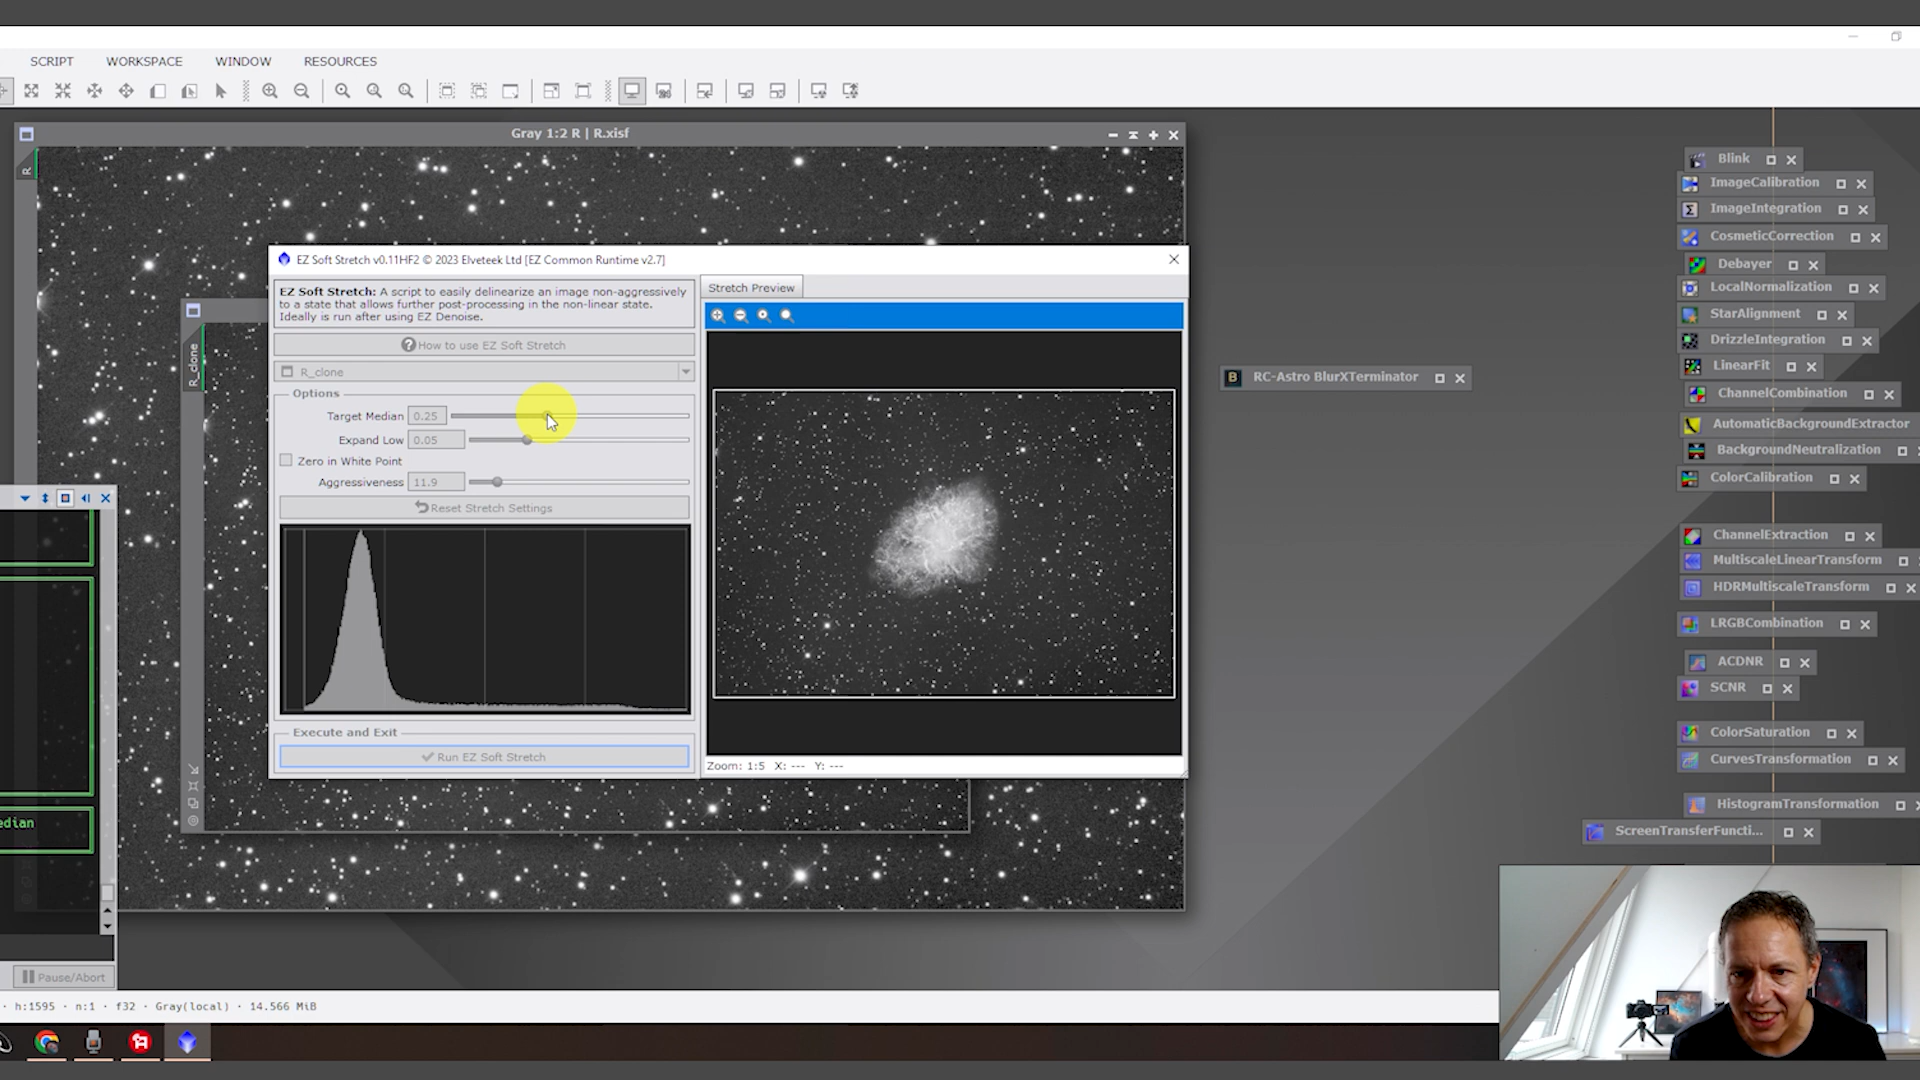 SCRIPT WORKSPACE WINDOW RESOURCES
Gray 1:2 R | R.xisf
R
R_clone
EZ Soft Stretch v0.11HF2 © 2023 Elveteek Ltd [EZ Common Runtime v2.7]
EZ Soft Stretch: A script to easily delinearize an image non-aggressively
to a state that allows further post-processing in the non-linear state.
Ideally is run after using EZ Denoise.
How to use EZ Soft Stretch
R_clone
Options
Target Median 0.25
Expand Low 0.05
Zero in White Point
Aggressiveness 11.9
Reset Stretch Settings
Execute and Exit
Run EZ Soft Stretch
Stretch Preview
Zoom: 1:5 X: --- Y: ---
RC-Astro BlurXTerminator
Blink
ImageCalibration
ImageIntegration
CosmeticCorrection
Debayer
LocalNormalization
StarAlignment
DrizzleIntegration
LinearFit
ChannelCombination
AutomaticBackgroundExtractor
BackgroundNeutralization
ColorCalibration
ChannelExtraction
MultiscaleLinearTransform
HDRMultiscaleTransform
LRGBCombination
ACDNR
SCNR
ColorSaturation
CurvesTransformation
HistogramTransformation
ScreenTransferFuncti...
edian
Pause/Abort
· h:1595 · n:1 · f32 · Gray(local) · 14.566 MiB